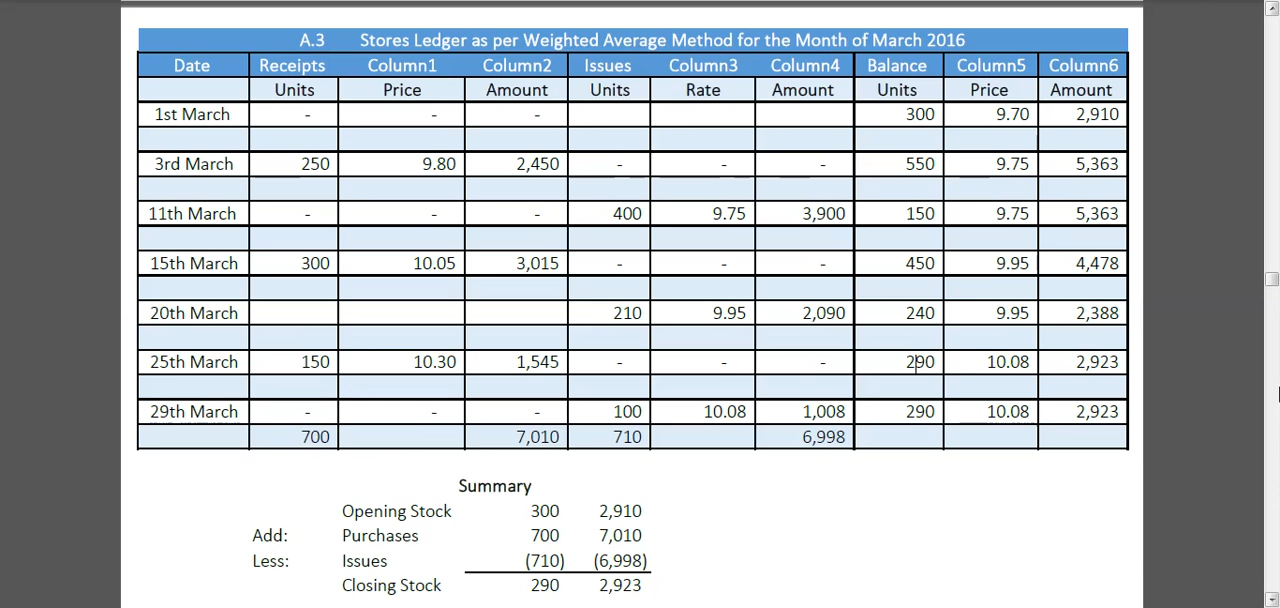 A.3 Stores Ledger as per Weighted Average Method for the Month of March 2016
Date Receipts Column1 Column2 Issues Column3 Column4 Balance Column5 Column6
Units Price Amount Units Rate Amount Units Price Amount
1st March - - - 300 9.70 2,910
3rd March 250 9.80 2,450 - - - 550 9.75 5,363
11th March - - - 400 9.75 3,900 150 9.75 5,363
15th March 300 10.05 3,015 - - - 450 9.95 4,478
20th March 210 9.95 2,090 240 9.95 2,388
25th March 150 10.30 1,545 - - - 290 10.08 2,923
29th March - - - 100 10.08 1,008 290 10.08 2,923
700 7,010 710 6,998
Summary
Opening Stock 300 2,910
Add: Purchases 700 7,010
Less: Issues (710) (6,998)
Closing Stock 290 2,923